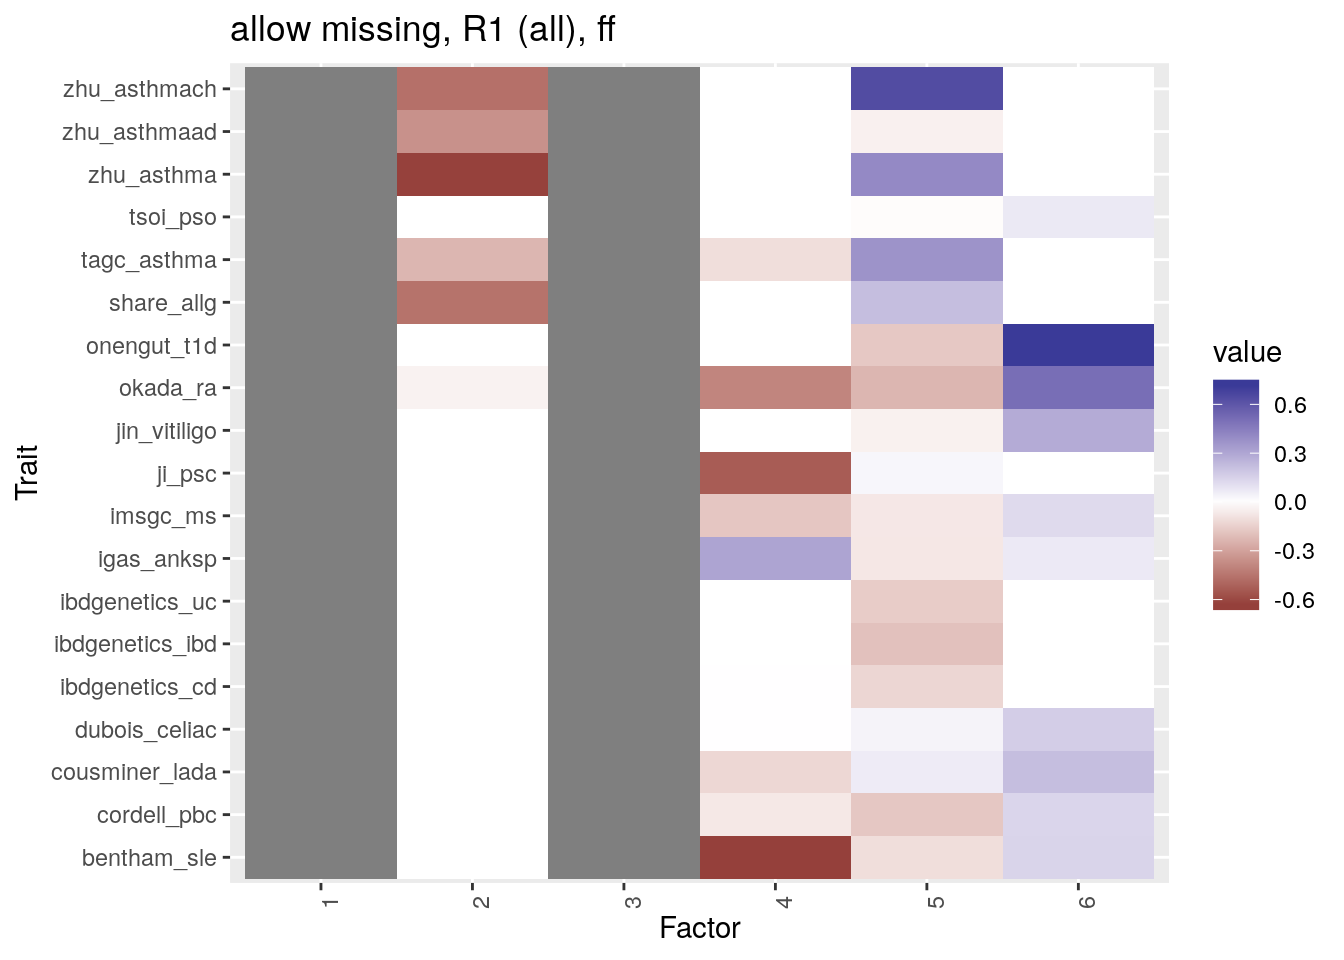 allow missing, R1 (all), ff
zhu_asthmach
zhu_asthmaad
zhu_asthma
tsoi_pso
tagc_asthma
share_allg
onengut_t1d
okada_ra
jin_vitiligo
ji_psc
imsgc_ms
igas_anksp
ibdgenetics_uc
ibdgenetics_ibd
ibdgenetics_cd
dubois_celiac
cousminer_lada
cordell_pbc
bentham_sle
Trait
1 2 3 4 5 6
Factor
value
0.6
0.3
0.0
-0.3
-0.6